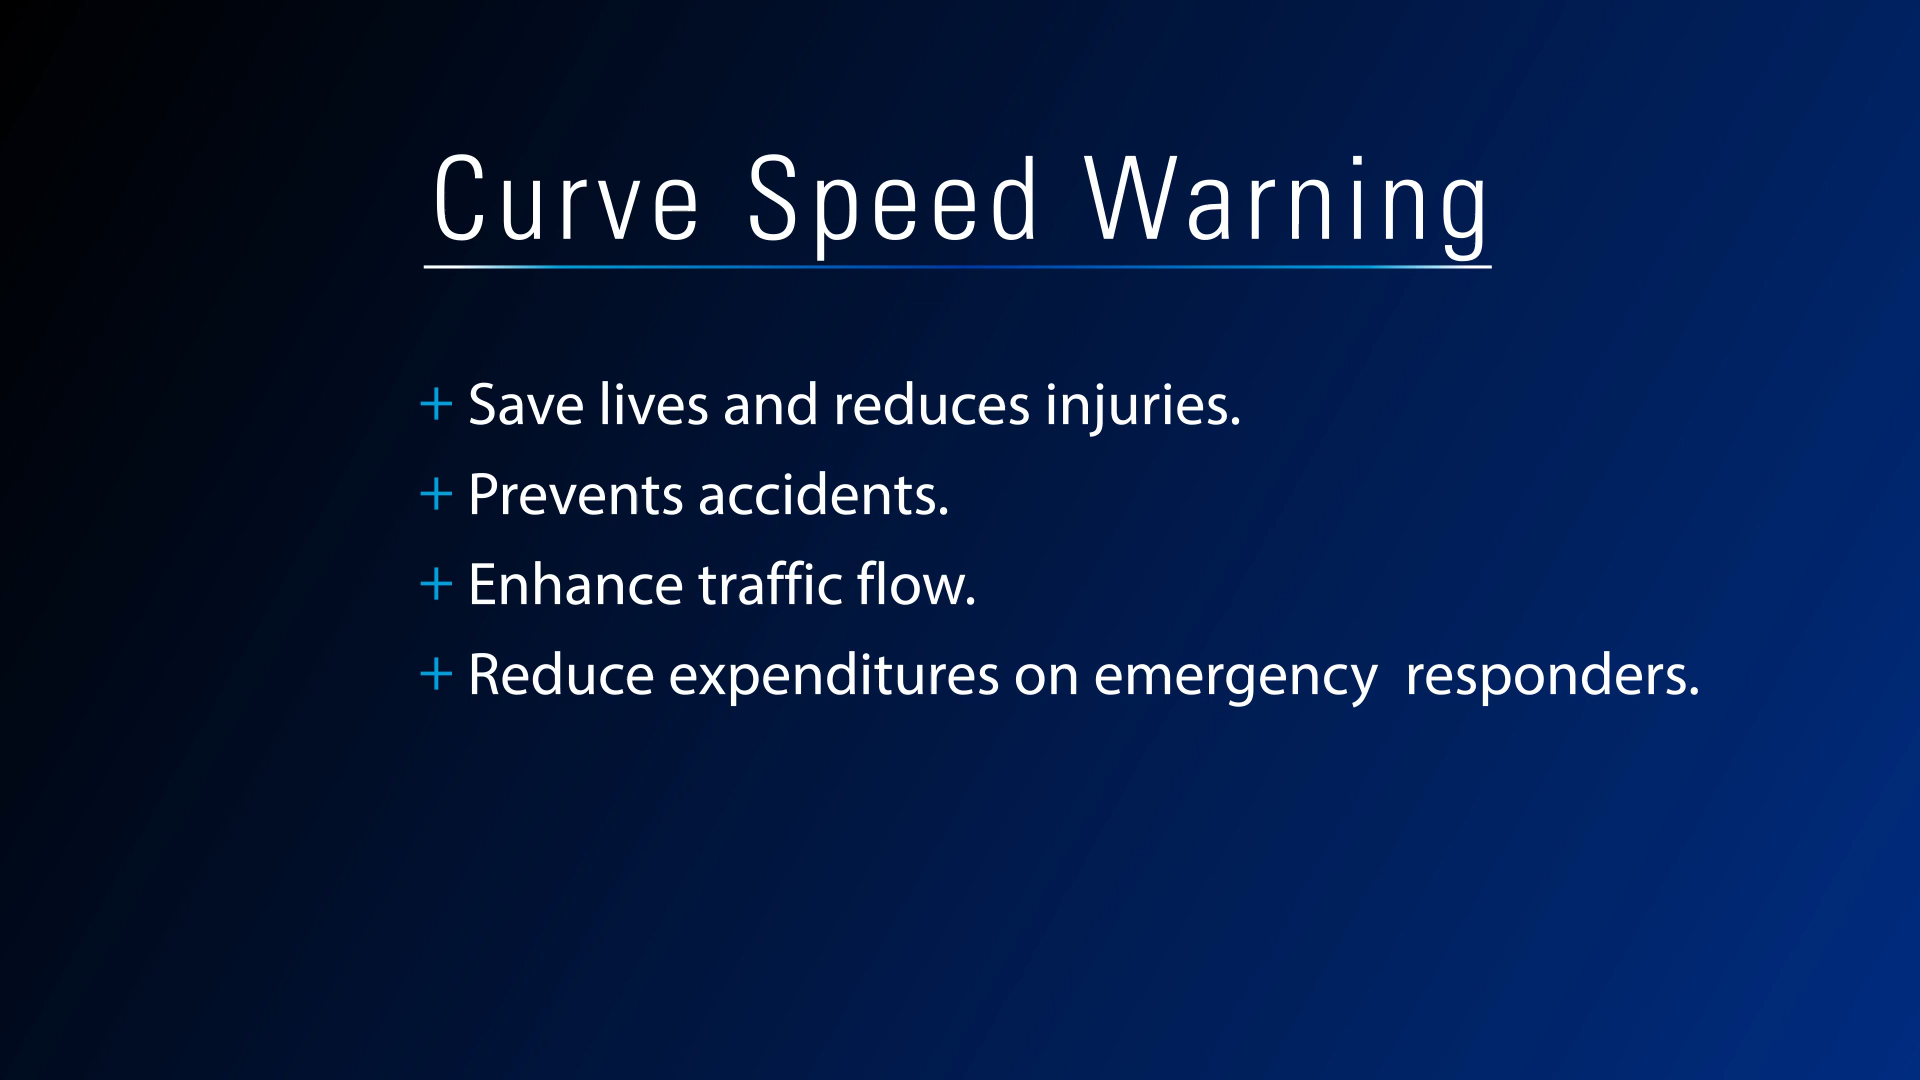 Curve Speed Warning
+ Save lives and reduces injuries.
+ Prevents accidents.
+ Enhance traffic flow.
+ Reduce expenditures on emergency  responders.